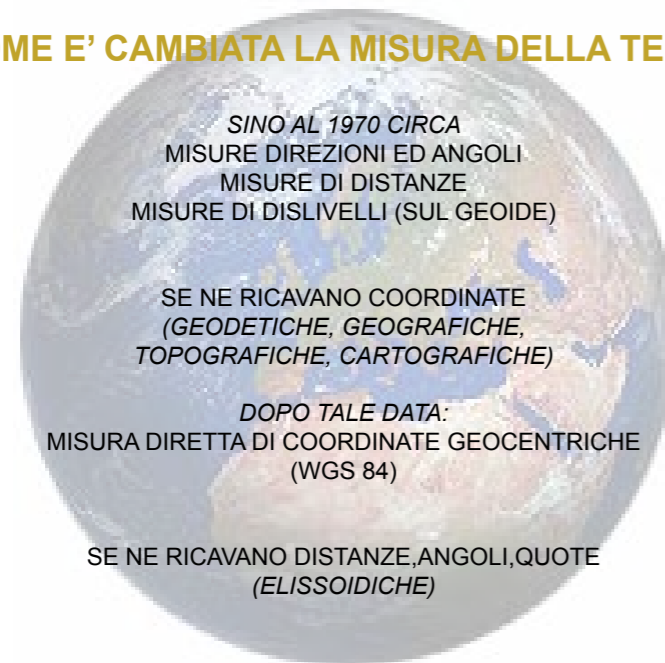 ME E’ CAMBIATA LA MISURA DELLA TE
SINO AL 1970 CIRCA
MISURE DIREZIONI ED ANGOLI
MISURE DI DISTANZE
MISURE DI DISLIVELLI (SUL GEOIDE)
SE NE RICAVANO COORDINATE
(GEODETICHE, GEOGRAFICHE,
TOPOGRAFICHE, CARTOGRAFICHE)
DOPO TALE DATA:
MISURA DIRETTA DI COORDINATE GEOCENTRICHE
(WGS 84)
SE NE RICAVANO DISTANZE,ANGOLI,QUOTE
(ELISSOIDICHE)